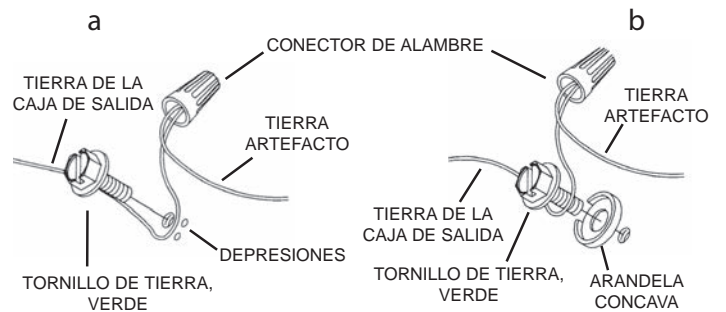 a
b
CONECTOR DE ALAMBRE
TIERRA DE LA
CAJA DE SALIDA
TIERRA
ARTEFACTO
DEPRESIONES
TORNILLO DE TIERRA,
VERDE
TIERRA
ARTEFACTO
TIERRA DE LA
CAJA DE SALIDA
TORNILLO DE TIERRA,
VERDE
ARANDELA
CONCAVA